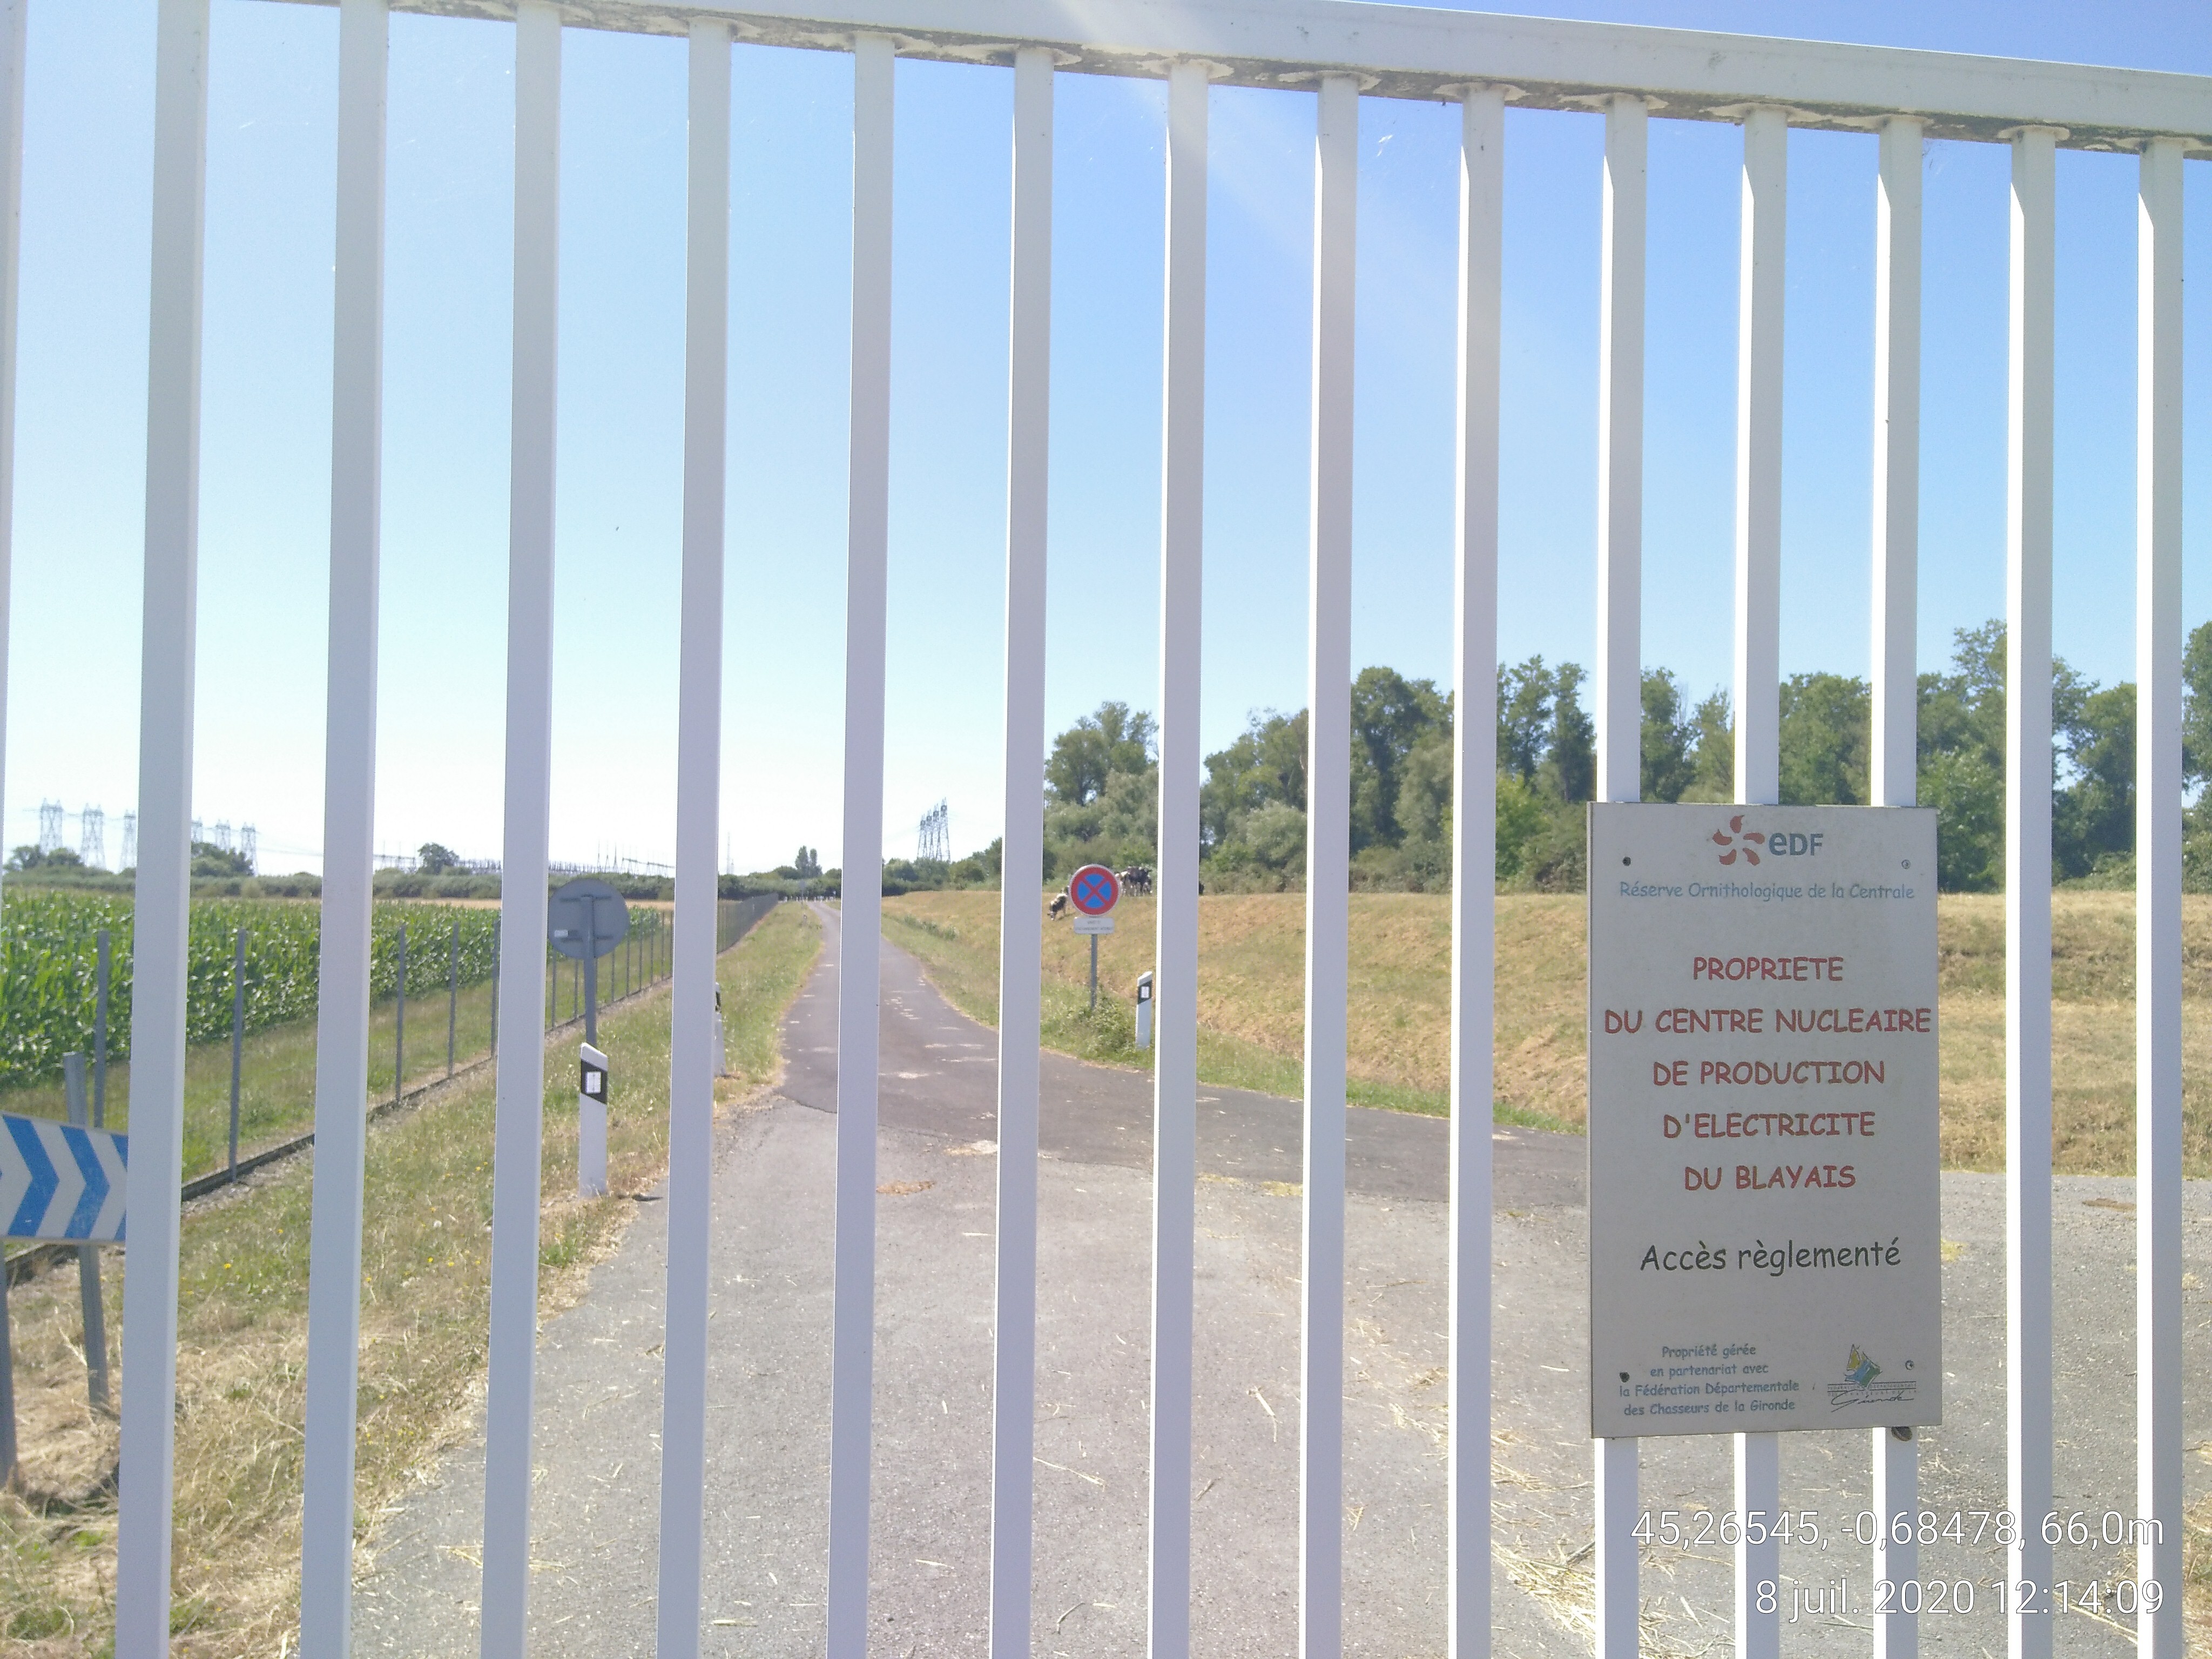 eDF
Réserve Ornithologique de la Centrale
PROPRIETE
DU CENTRE NUCLEAIRE
DE PRODUCTION
D'ELECTRICITE
DU BLAYAIS
Accès règlementé
Propriété gérée
en partenariat avec
la Fédération Départementale
des Chasseurs de la Gironde
Gironde
45,26545, -0,68478, 66,0m
8 juil. 2020 12:14:09